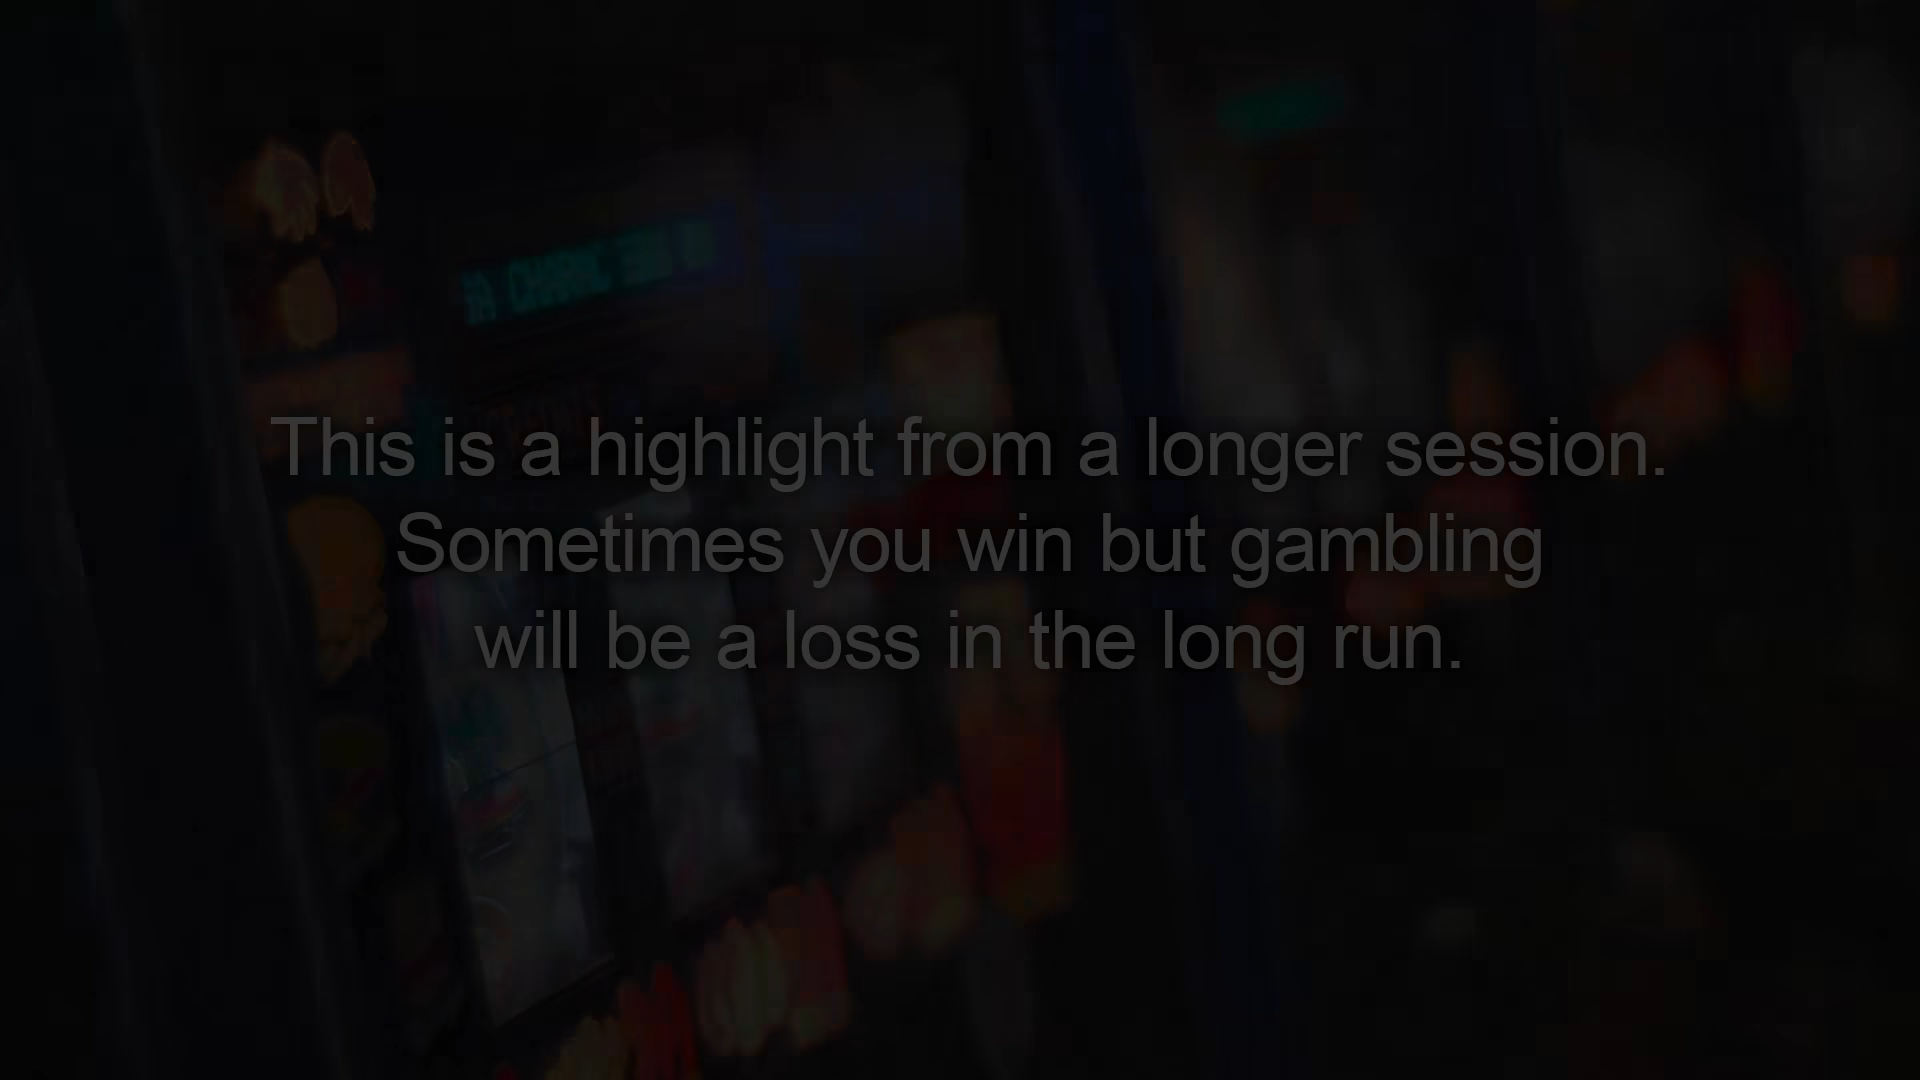 This is a highlight from a longer session.
Sometimes you win but gambling
will be a loss in the long run.